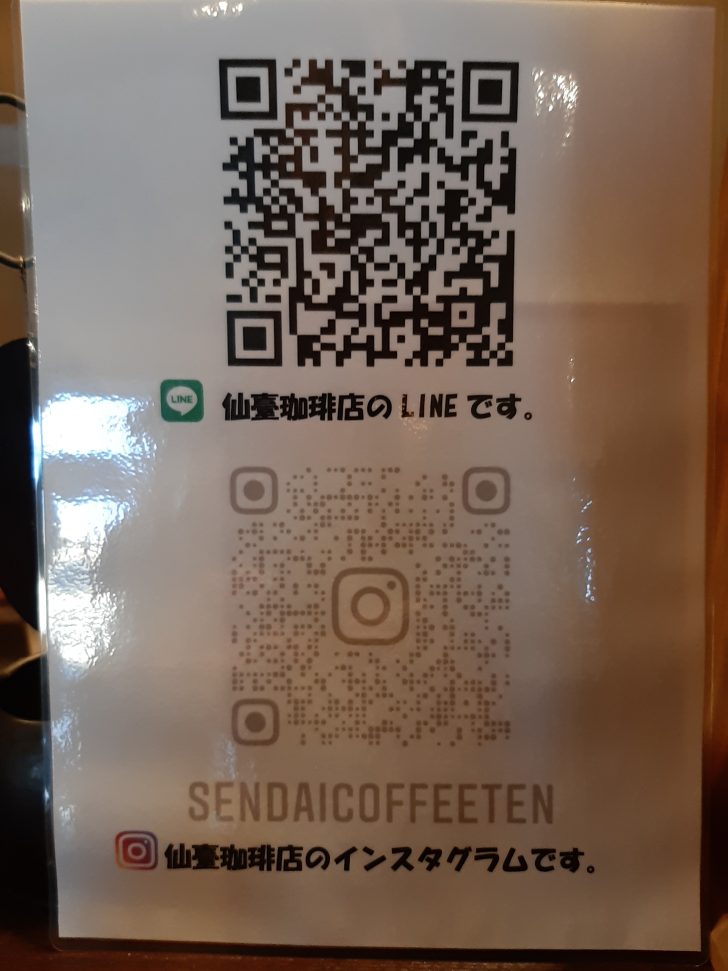 LINE
仙臺珈琲店のLINEです。
SENDAICOFFEETEN
仙臺珈琲店のインスタグラムです。